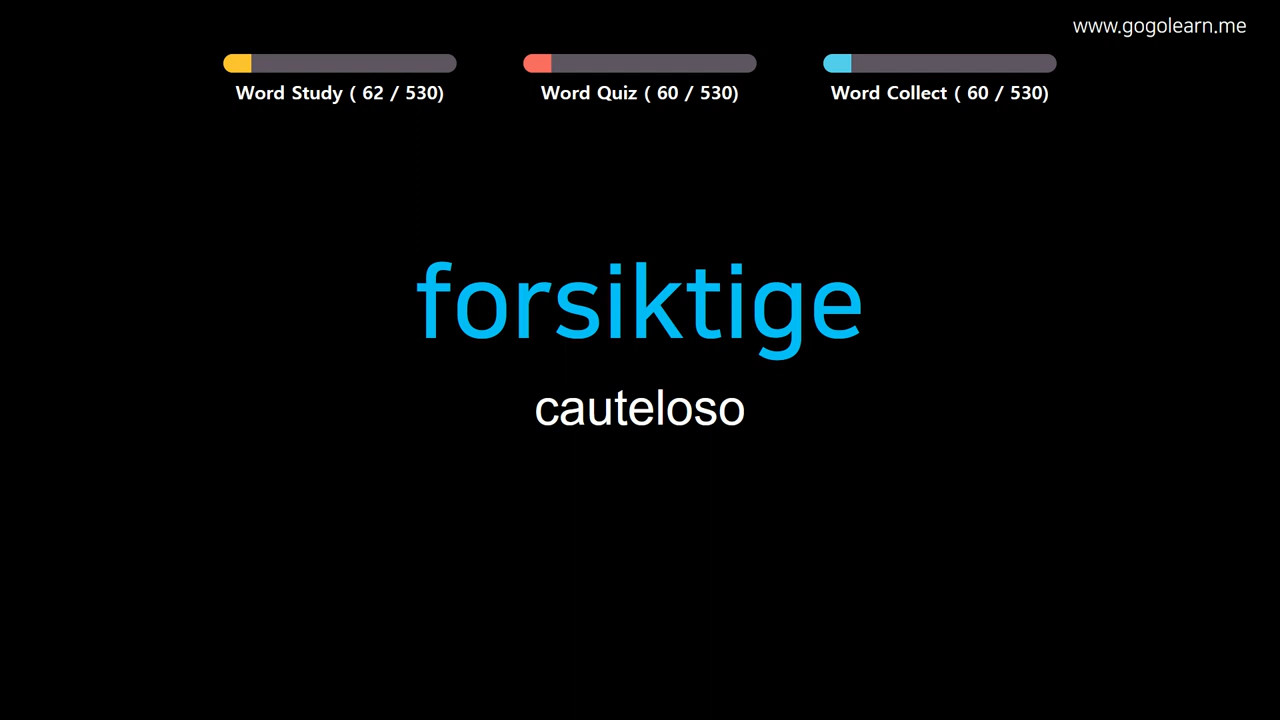 www.gogolearn.me
Word Study ( 62 / 530)
Word Quiz ( 60 / 530)
Word Collect ( 60 / 530)
forsiktige
cauteloso